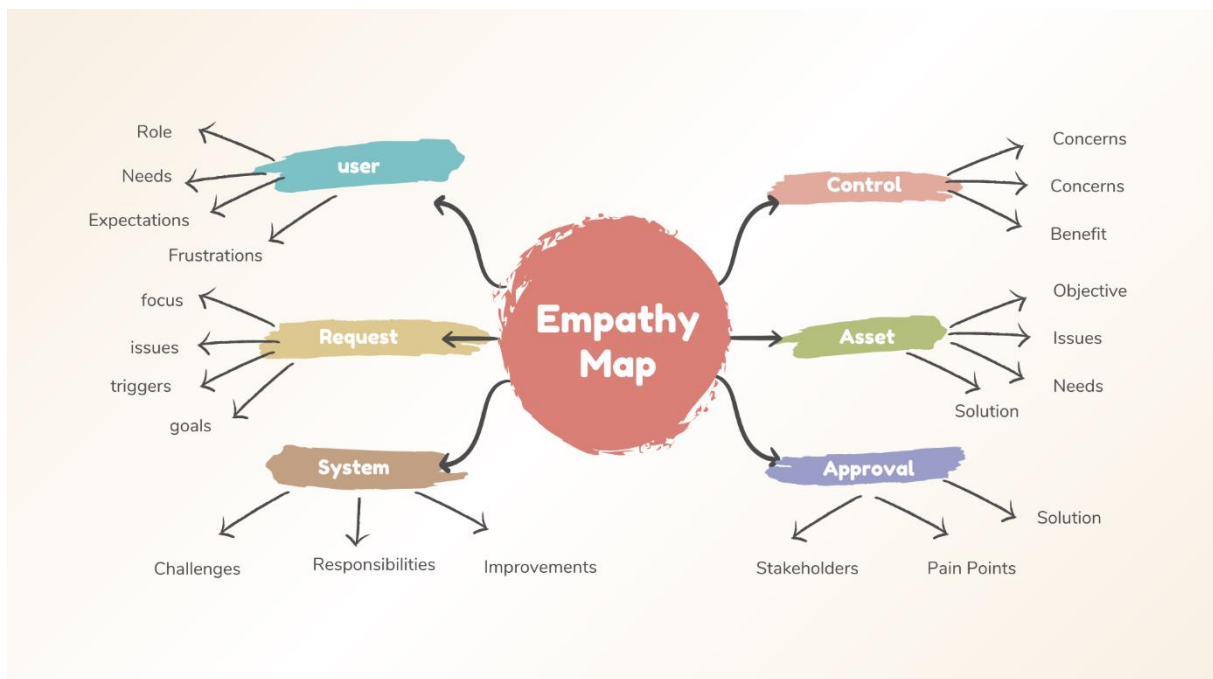 Empathy
Map
user
Role
Needs
Expectations
Frustrations
Request
focus
issues
triggers
goals
System
Challenges
Responsibilities
Improvements
Control
Concerns
Concerns
Benefit
Asset
Objective
Issues
Needs
Solution
Approval
Solution
Stakeholders
Pain Points